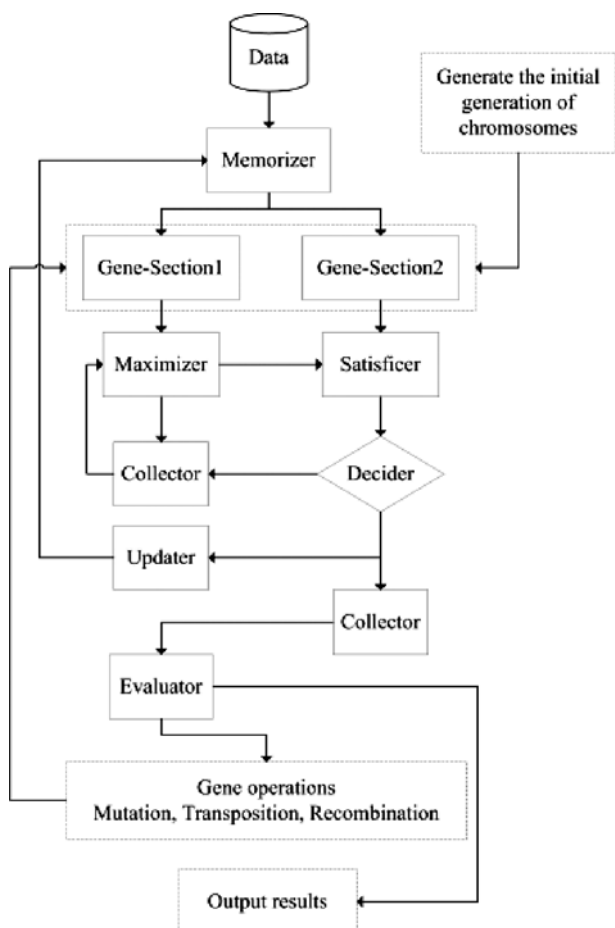 Data
Generate the initial
generation of
chromosomes
Memorizer
Gene-Section1
Gene-Section2
Maximizer
Satisficer
Collector
Decider
Updater
Collector
Evaluator
Gene operations
Mutation, Transposition, Recombination
Output results